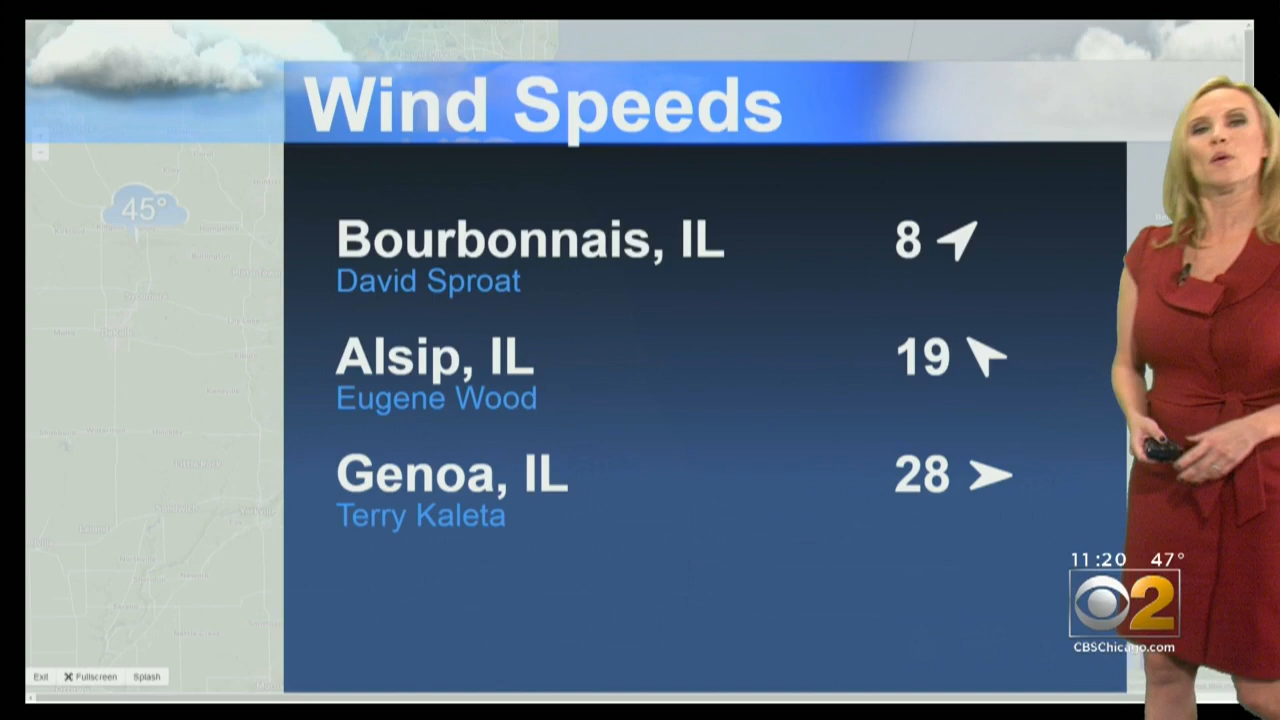 Wind Speeds
45°
Bourbonnais, IL 8
David Sproat
Alsip, IL 19
Eugene Wood
Genoa, IL 28
Terry Kaleta
11:20 47°
2
CBSChicago.com
Exit Fullscreen Splash